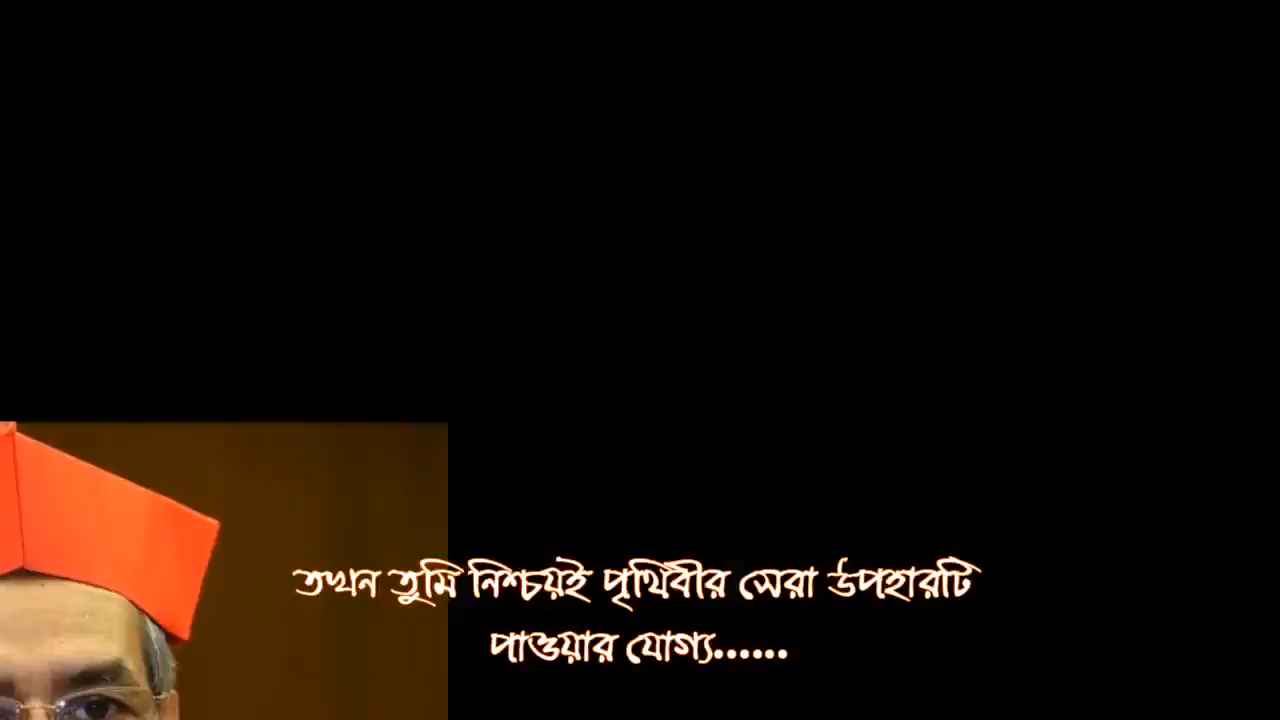 তখন তুমি নিশ্চয়ই পৃথিবীর সেরা উপহারটি
পাওয়ার যোগ্য......